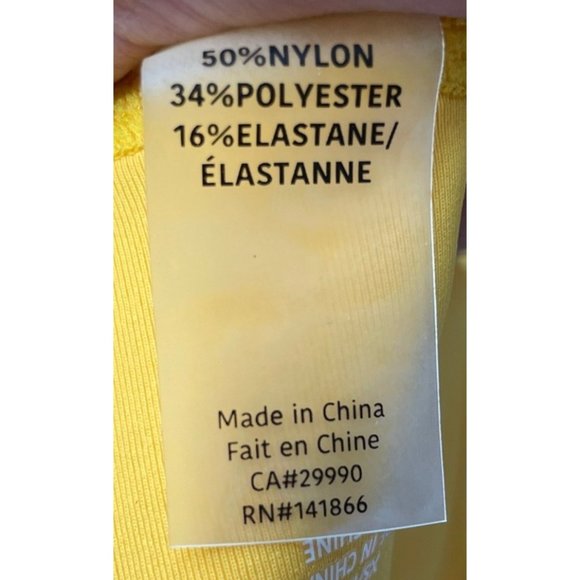 50%NYLON
34%POLYESTER
16%ELASTANE/
ÉLASTANNE
Made in China
Fait en Chine
CA#29990
RN#141866